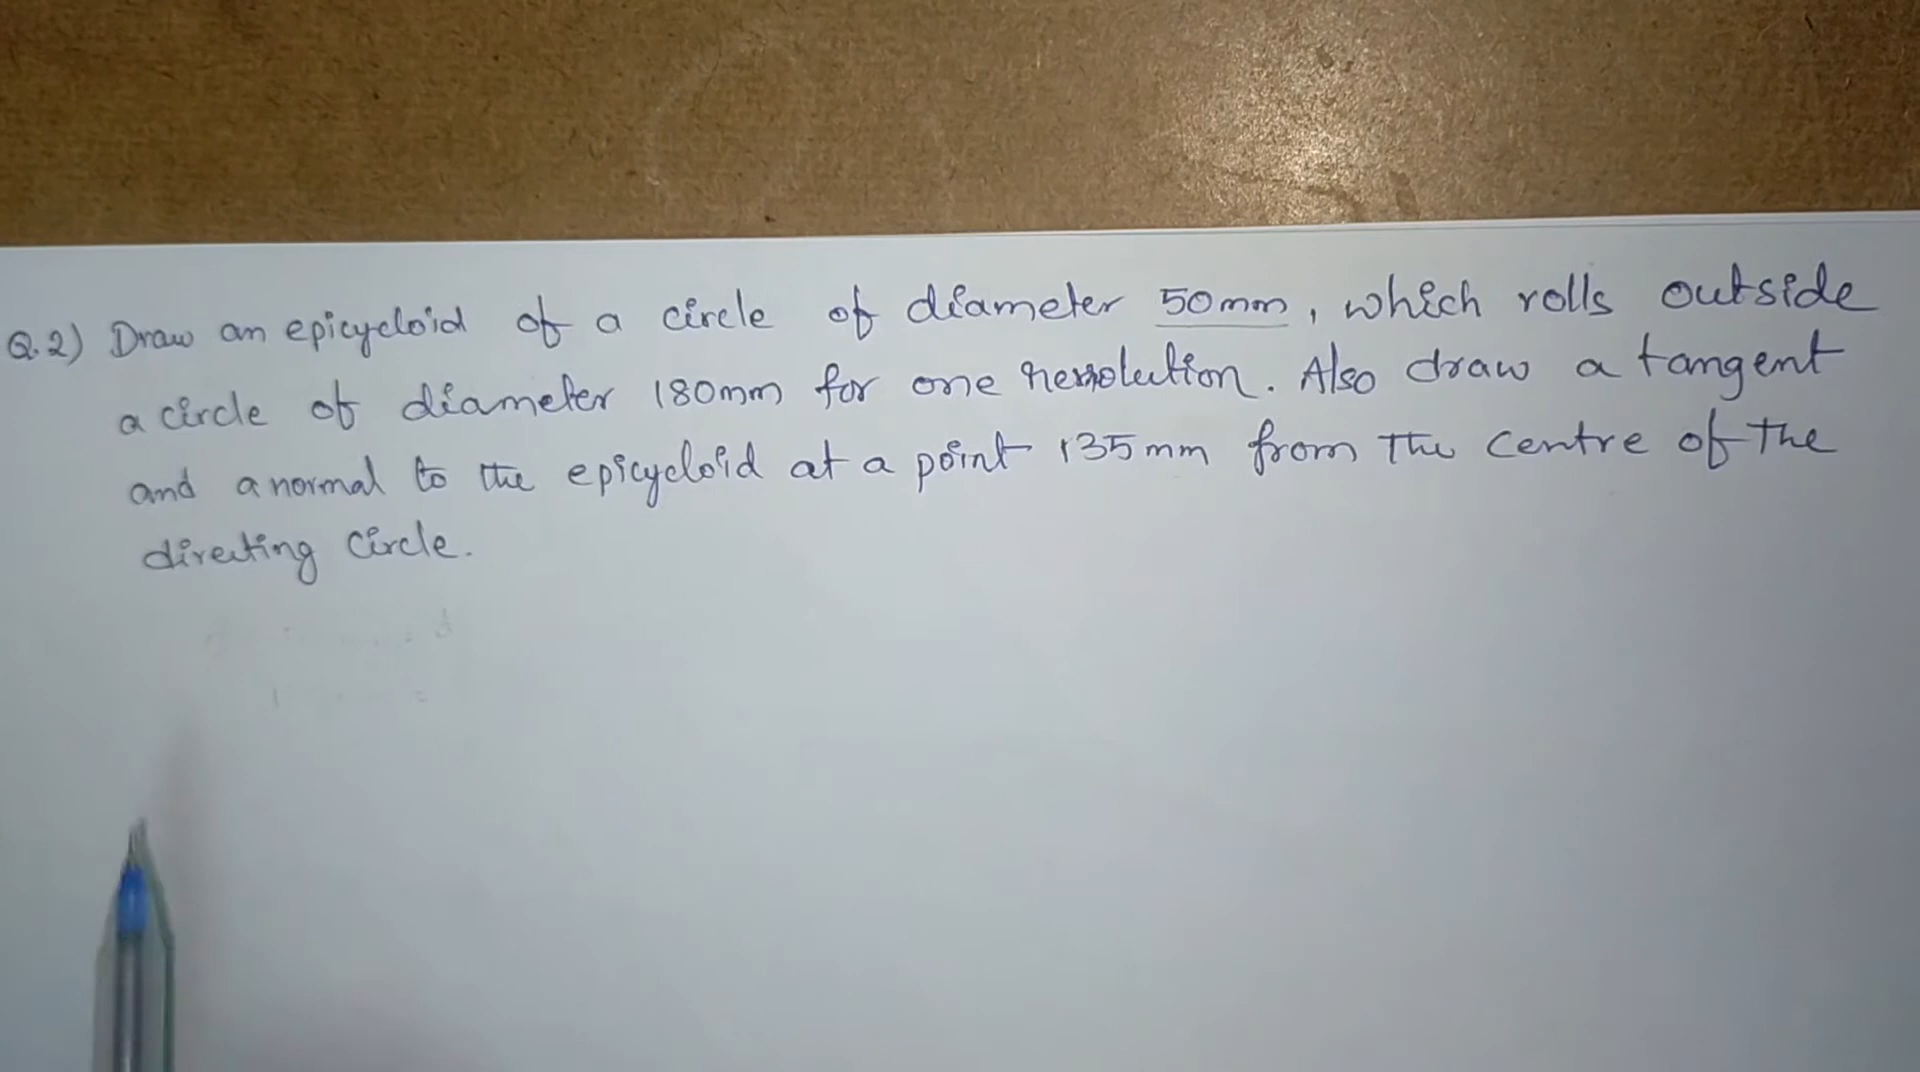 Q.2) Draw an epicycloid of a circle of diameter 50mm, which rolls outside
a circle of diameter 180mm for one revolution. Also draw a tangent
and a normal to the epicycloid at a point 135mm from the centre of the
directing circle.